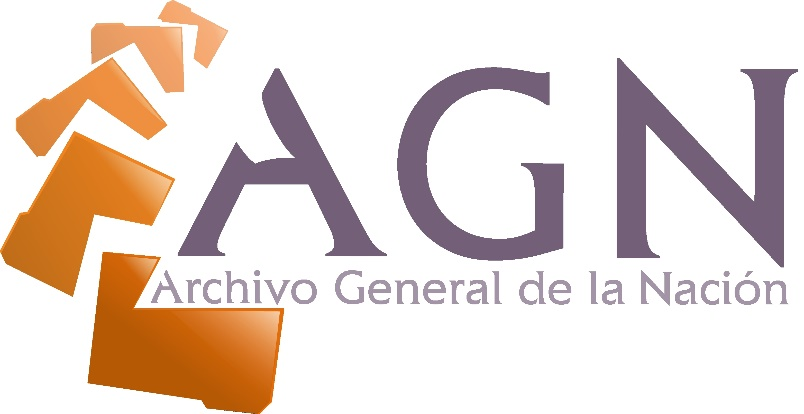 AGN
Archivo General de la Nación